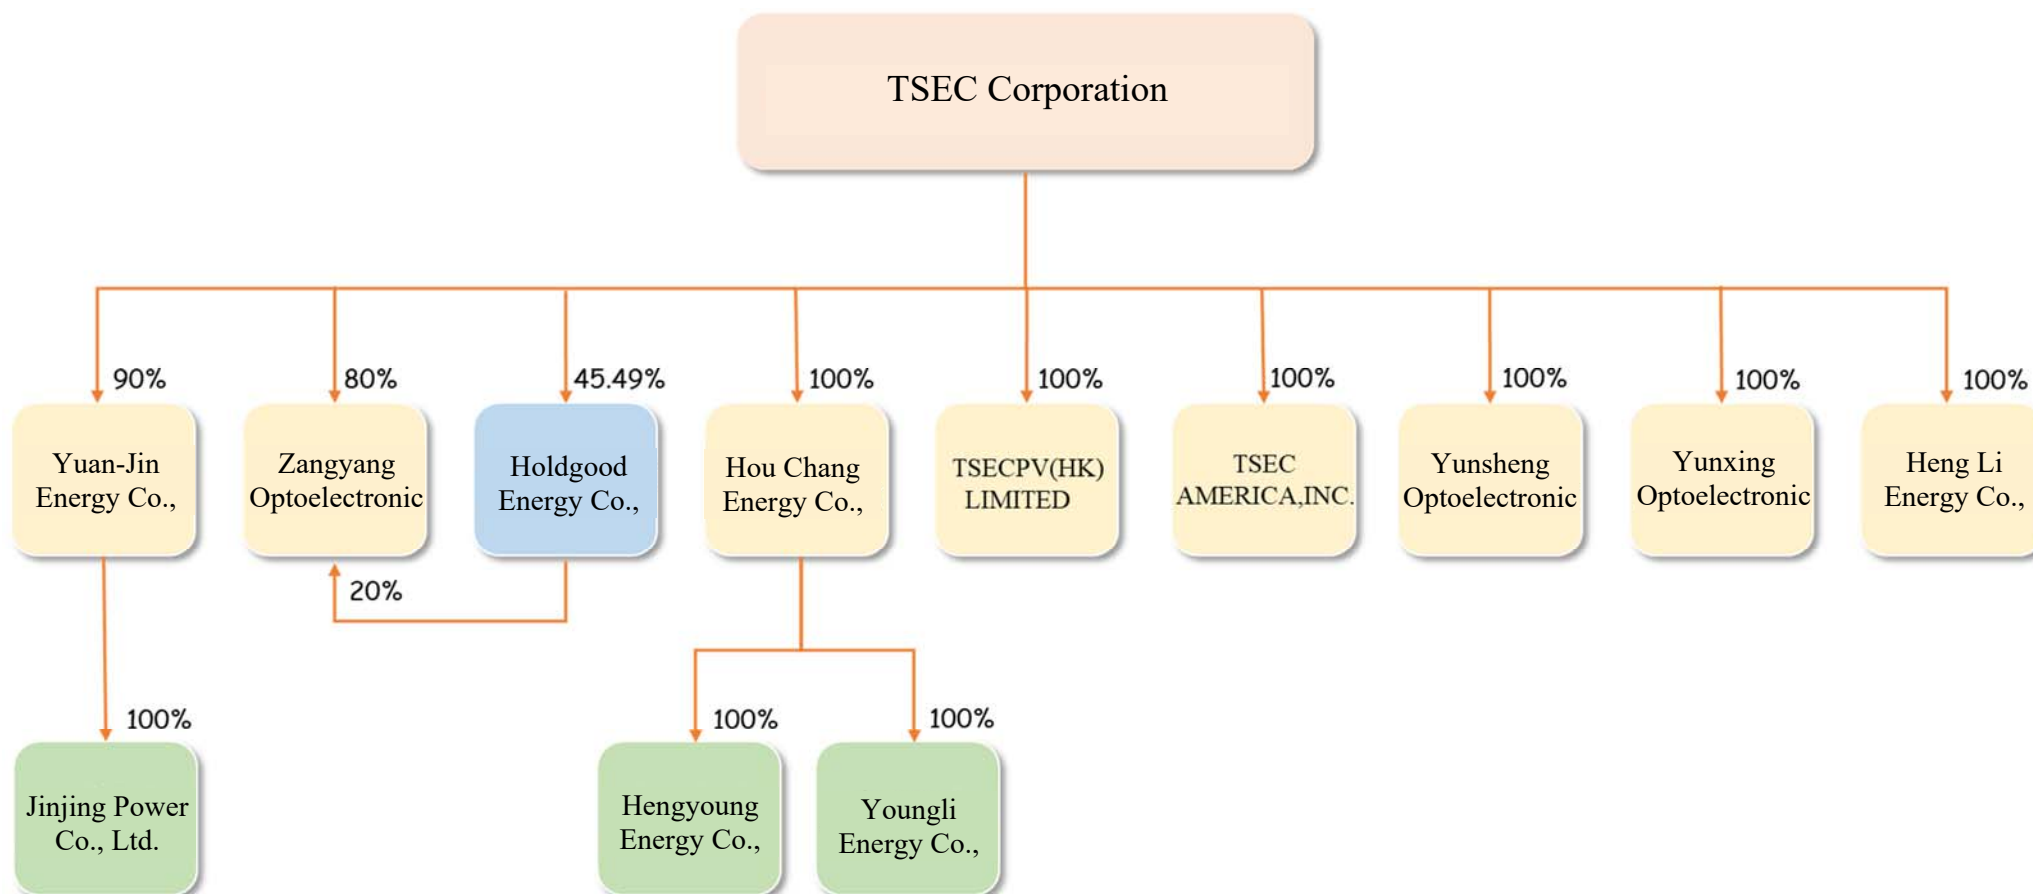 TSEC Corporation
90%
80%
45.49%
100%
100%
100%
100%
100%
100%
Yuan-Jin
Energy Co.,
Zangyang
Optoelectronic
Holdgood
Energy Co.,
Hou Chang
Energy Co.,
TSECPV(HK)
LIMITED
TSEC
AMERICA,INC.
Yunsheng
Optoelectronic
Yunxing
Optoelectronic
Heng Li
Energy Co.,
20%
100%
100%
100%
Jinjing Power
Co., Ltd.
Hengyoung
Energy Co.,
Youngli
Energy Co.,